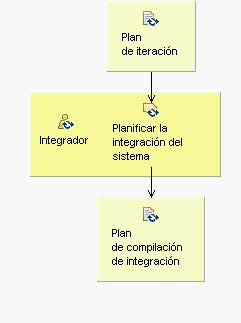 Plan
de iteración
Integrador
Planificar la
integración del
sistema
Plan
de compilación
de integración